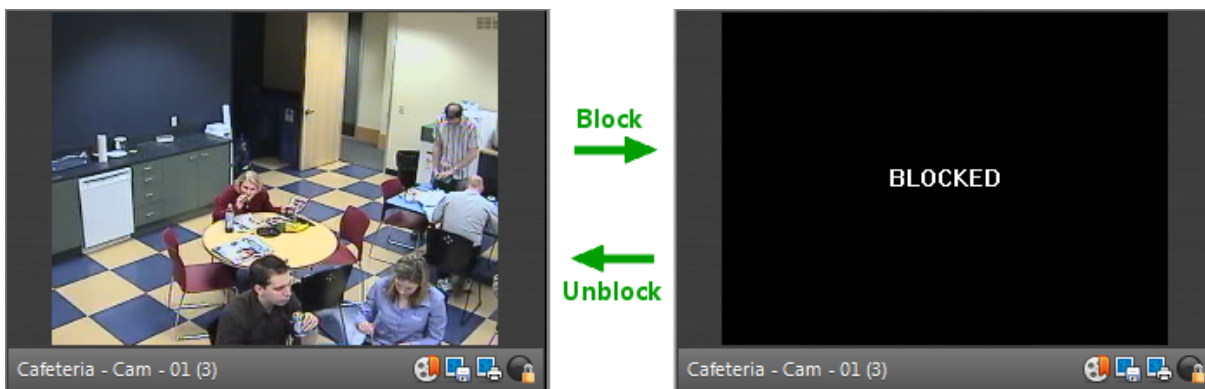 Block
BLOCKED
Unblock
Cafeteria - Cam - 01 (3)
Cafeteria - Cam - 01 (3)